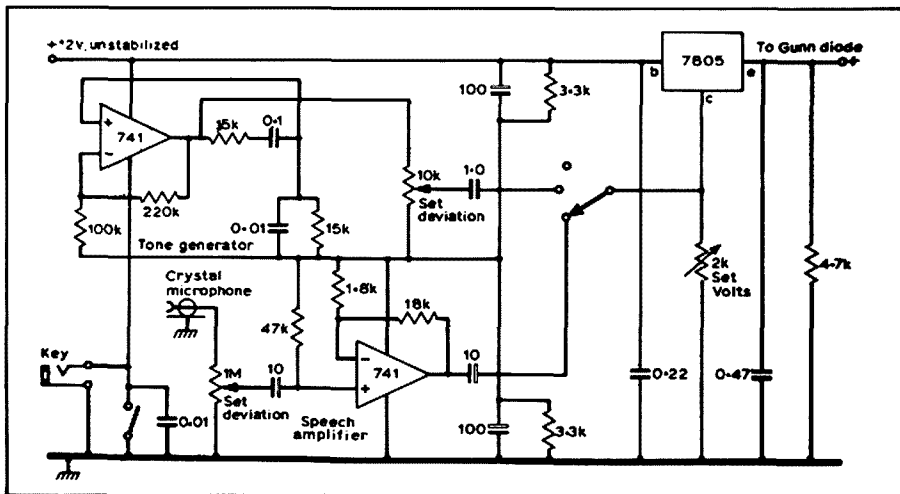 +*2v, unstabilized
7805
To Gunn diode
+
b
e
c
100
3·3k
+
741
−
15k
0·1
220k
100k
10k
Set deviation
1·0
0·01
15k
Tone generator
2k
Set Volts
4·7k
Crystal microphone
1·8k
18k
47k
Key
1M
Set deviation
10
−
741
+
10
0·22
0·47
0·01
Speech amplifier
100
3·3k